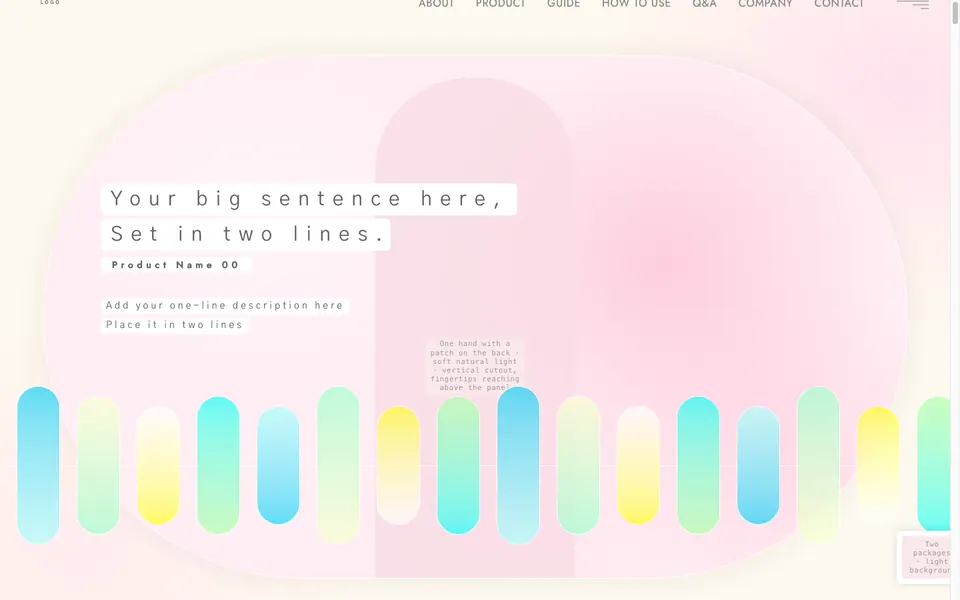 LOGO
ABOUT PRODUCT GUIDE HOW TO USE Q&A COMPANY CONTACT
Your big sentence here,
Set in two lines.
Product Name 00
Add your one-line description here
Place it in two lines
One hand with a
patch on the back ·
soft natural light
· vertical cutout,
fingertips reaching
above the panel
Two
packages
· light